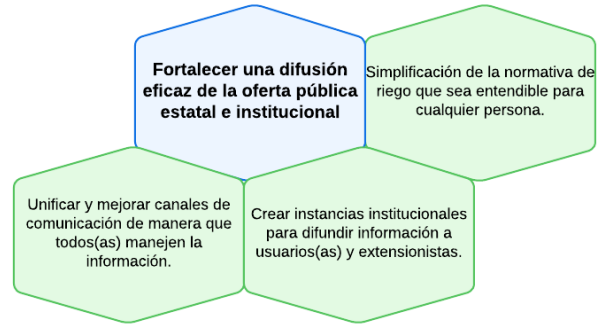 Fortalecer una difusión
eficaz de la oferta pública
estatal e institucional
Simplificación de la normativa de
riego que sea entendible para
cualquier persona.
Unificar y mejorar canales de
comunicación de manera que
todos(as) manejen la
información.
Crear instancias institucionales
para difundir información a
usuarios(as) y extensionistas.